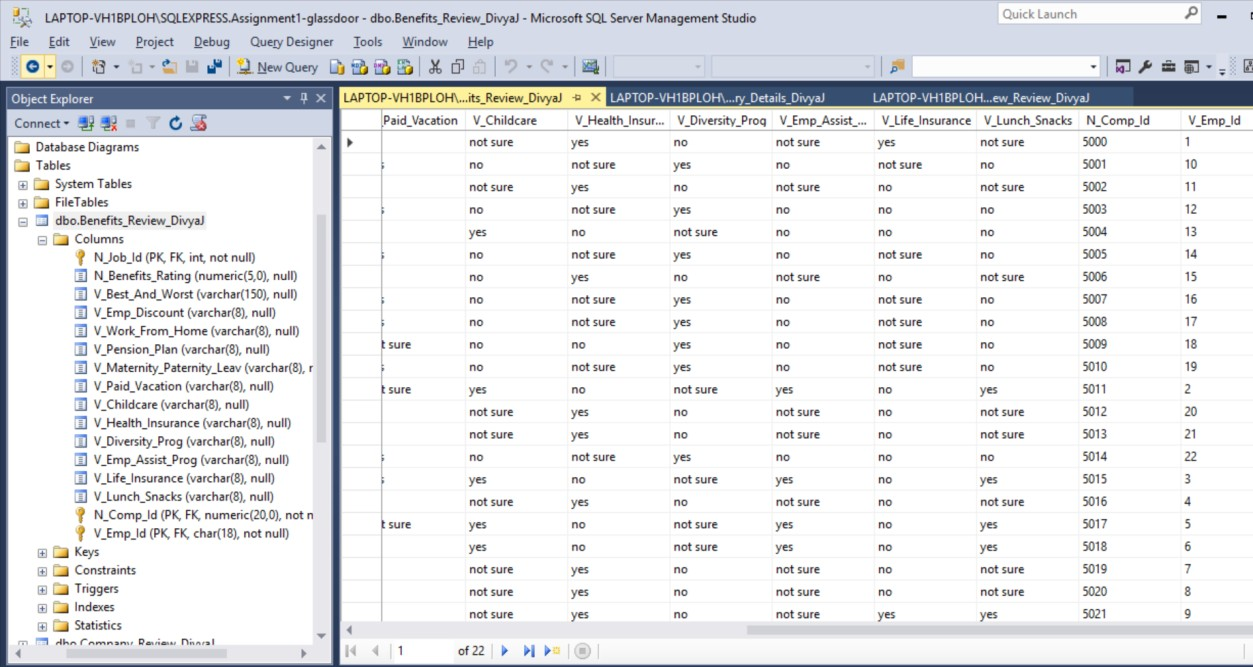 LAPTOP-VH1BPLOH\SQLEXPRESS.Assignment1-glassdoor - dbo.Benefits_Review_DivyaJ - Microsoft SQL Server Management Studio
Quick Launch
File Edit View Project Debug Query Designer Tools Window Help
New Query
Object Explorer
Connect
Database Diagrams
Tables
System Tables
FileTables
dbo.Benefits_Review_DivyaJ
Columns
N_Job_Id (PK, FK, int, not null)
N_Benefits_Rating (numeric(5,0), null)
V_Best_And_Worst (varchar(150), null)
V_Emp_Discount (varchar(8), null)
V_Work_From_Home (varchar(8), null)
V_Pension_Plan (varchar(8), null)
V_Maternity_Paternity_Leav (varchar(8), r
V_Paid_Vacation (varchar(8), null)
V_Childcare (varchar(8), null)
V_Health_Insurance (varchar(8), null)
V_Diversity_Prog (varchar(8), null)
V_Emp_Assist_Prog (varchar(8), null)
V_Life_Insurance (varchar(8), null)
V_Lunch_Snacks (varchar(8), null)
N_Comp_Id (PK, FK, numeric(20,0), not n
V_Emp_Id (PK, FK, char(18), not null)
Keys
Constraints
Triggers
Indexes
Statistics
dbo.Company_Review_DivyaJ
LAPTOP-VH1BPLOH\...its_Review_DivyaJ LAPTOP-VH1BPLOH\...ry_Details_DivyaJ LAPTOP-VH1BPLOH...ew_Review_DivyaJ
_Paid_Vacation V_Childcare V_Health_Insur... V_Diversity_Prog V_Emp_Assist_... V_Life_Insurance V_Lunch_Snacks N_Comp_Id V_Emp_Id
not sure yes no not sure yes not sure 5000 1
s no not sure yes no not sure no 5001 10
not sure yes no not sure no not sure 5002 11
s no not sure yes no no no 5003 12
yes no not sure no no no 5004 13
s no not sure yes no not sure no 5005 14
no yes no not sure no not sure 5006 15
s no not sure yes no not sure no 5007 16
s no not sure yes no not sure no 5008 17
t sure no no yes no not sure no 5009 18
s no not sure yes no not sure no 5010 19
t sure yes no not sure yes no yes 5011 2
not sure yes no not sure no not sure 5012 20
not sure yes no not sure no not sure 5013 21
s no not sure yes no no no 5014 22
s yes no not sure yes no yes 5015 3
not sure yes no not sure no not sure 5016 4
t sure yes no not sure yes no yes 5017 5
yes no not sure yes no yes 5018 6
not sure yes no not sure no not sure 5019 7
not sure yes no not sure no not sure 5020 8
not sure yes no not sure yes yes 5021 9
1 of 22